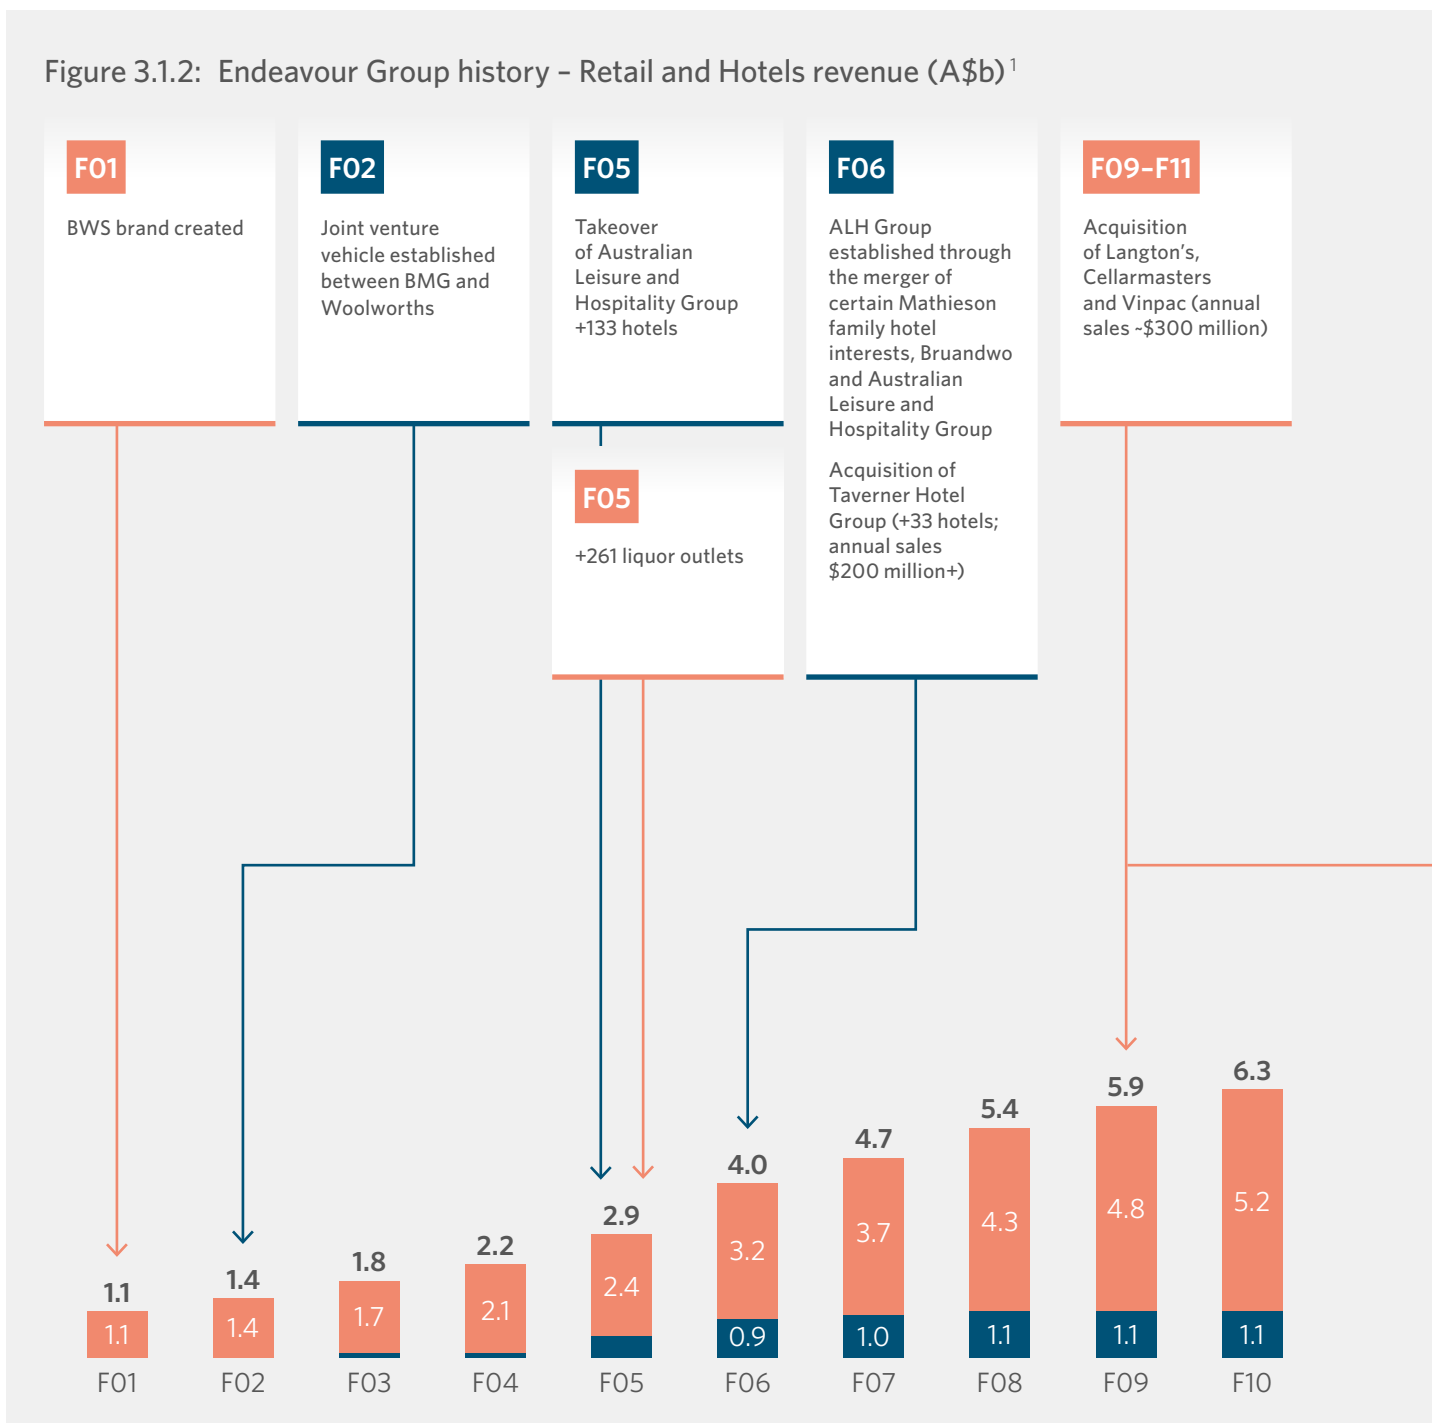 Figure 3.1.2: Endeavour Group history – Retail and Hotels revenue (A$b) 1
F01
BWS brand created
F02
Joint venture
vehicle established
between BMG and
Woolworths
F05
Takeover
of Australian
Leisure and
Hospitality Group
+133 hotels
F05
+261 liquor outlets
F06
ALH Group
established through
the merger of
certain Mathieson
family hotel
interests, Bruandwo
and Australian
Leisure and
Hospitality Group
Acquisition of
Taverner Hotel
Group (+33 hotels;
annual sales
$200 million+)
F09–F11
Acquisition
of Langton's,
Cellarmasters
and Vinpac (annual
sales ~$300 million)
1.1
1.1
F01
1.4
1.4
F02
1.8
1.7
F03
2.2
2.1
F04
2.9
2.4
F05
4.0
3.2
0.9
F06
4.7
3.7
1.0
F07
5.4
4.3
1.1
F08
5.9
4.8
1.1
F09
6.3
5.2
1.1
F10